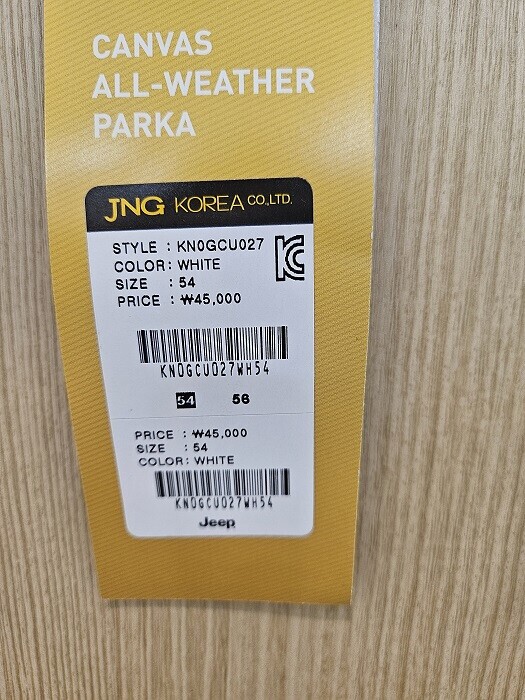 CANVAS
ALL-WEATHER
PARKA
JNG KOREA CO.,LTD.
STYLE : KN0GCU027
COLOR: WHITE
SIZE : 54
PRICE : ₩45,000
KN0GCU027WH54
54 56
PRICE : ₩45,000
SIZE : 54
COLOR: WHITE
KN0GCU027WH54
Jeep